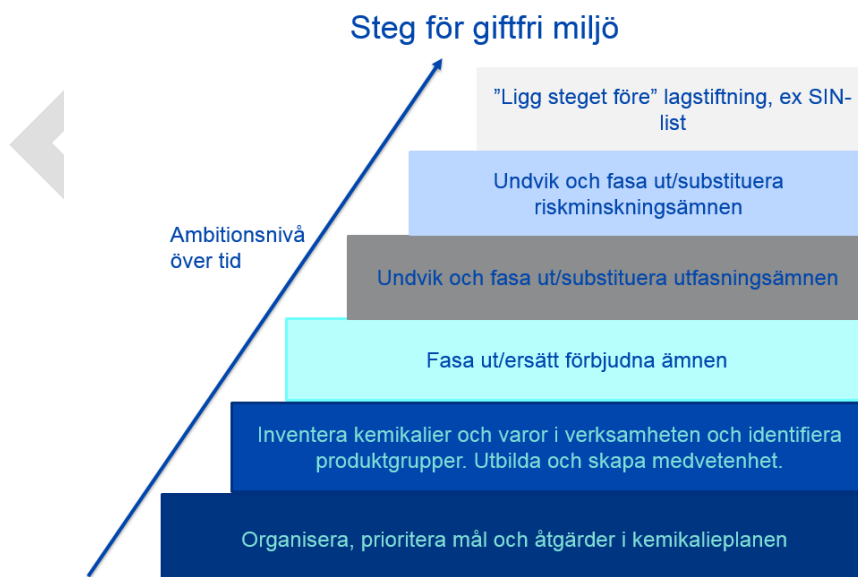 Steg för giftfri miljö
”Ligg steget före” lagstiftning, ex SIN-
list
Undvik och fasa ut/substituera
riskminskningsämnen
Ambitionsnivå
över tid
Undvik och fasa ut/substituera utfasningsämnen
Fasa ut/ersätt förbjudna ämnen
Inventera kemikalier och varor i verksamheten och identifiera
produktgrupper. Utbilda och skapa medvetenhet.
Organisera, prioritera mål och åtgärder i kemikalieplanen